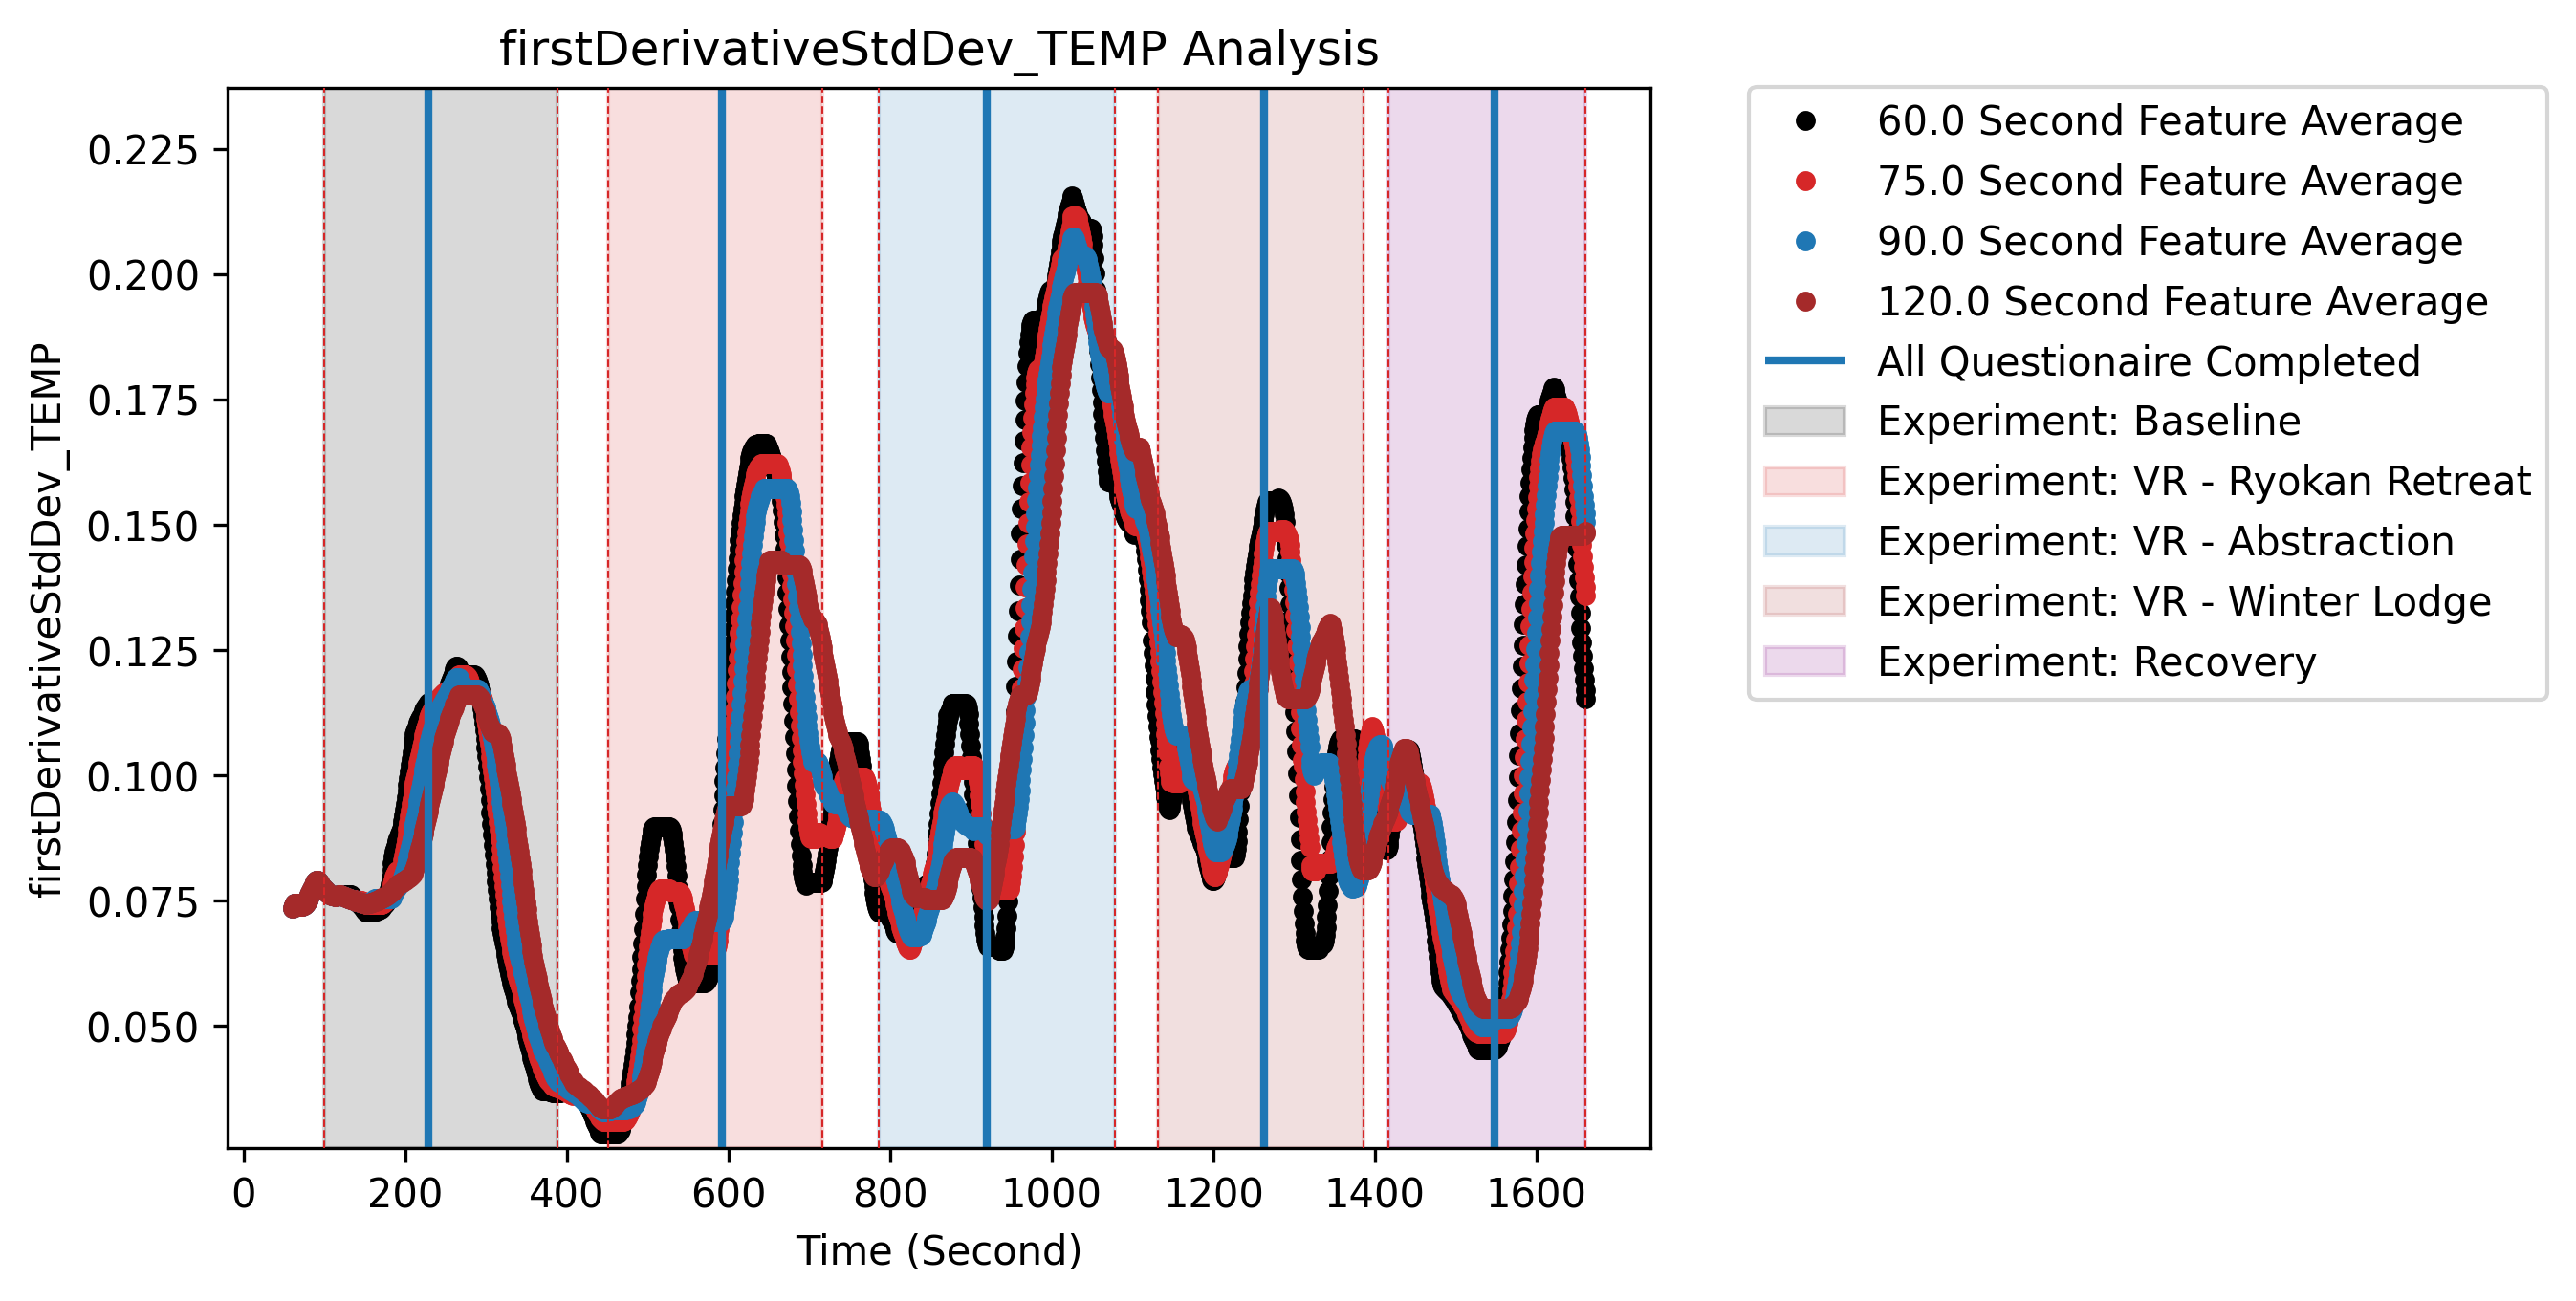 firstDerivativeStdDev_TEMP Analysis
firstDerivativeStdDev_TEMP
0.225
0.200
0.175
0.150
0.125
0.100
0.075
0.050
0 200 400 600 800 1000 1200 1400 1600
Time (Second)
60.0 Second Feature Average
75.0 Second Feature Average
90.0 Second Feature Average
120.0 Second Feature Average
All Questionaire Completed
Experiment: Baseline
Experiment: VR - Ryokan Retreat
Experiment: VR - Abstraction
Experiment: VR - Winter Lodge
Experiment: Recovery